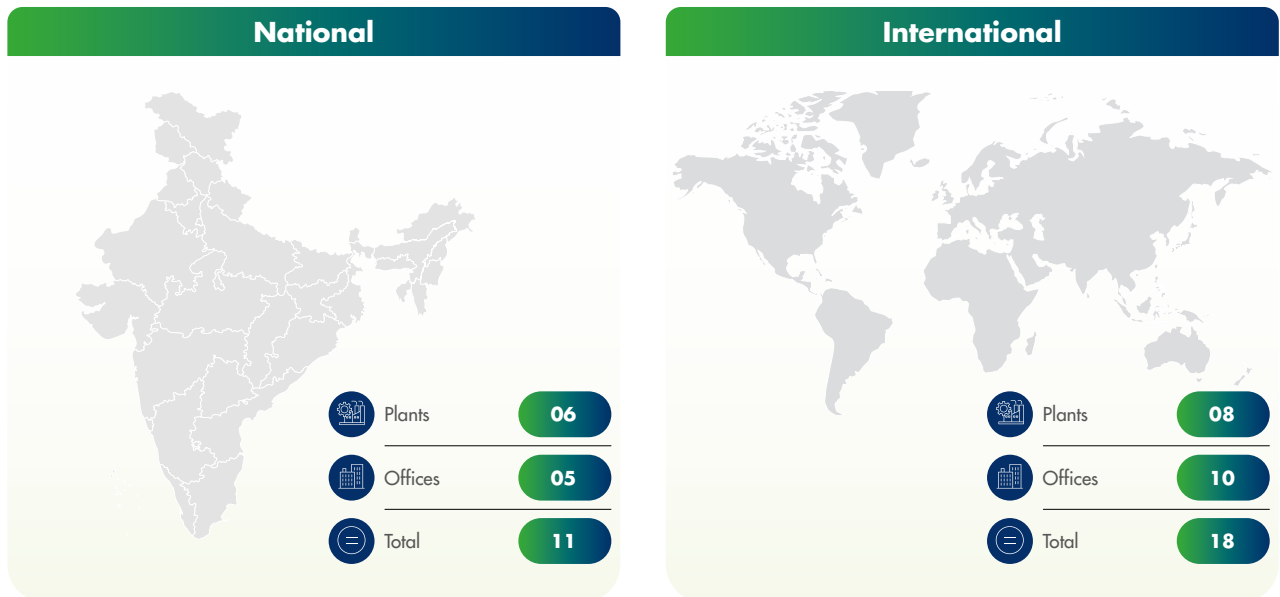 National
Plants 06
Offices 05
Total 11
International
Plants 08
Offices 10
Total 18